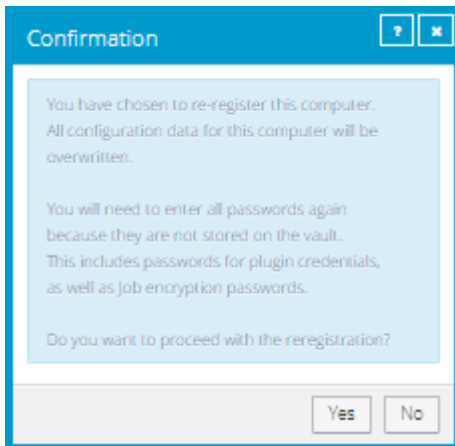 Confirmation
? ×
You have chosen to re-register this computer.
All configuration data for this computer will be
overwritten.
You will need to enter all passwords again
because they are not stored on the vault.
This includes passwords for plugin credentials,
as well as Job encryption passwords.
Do you want to proceed with the reregistration?
Yes No